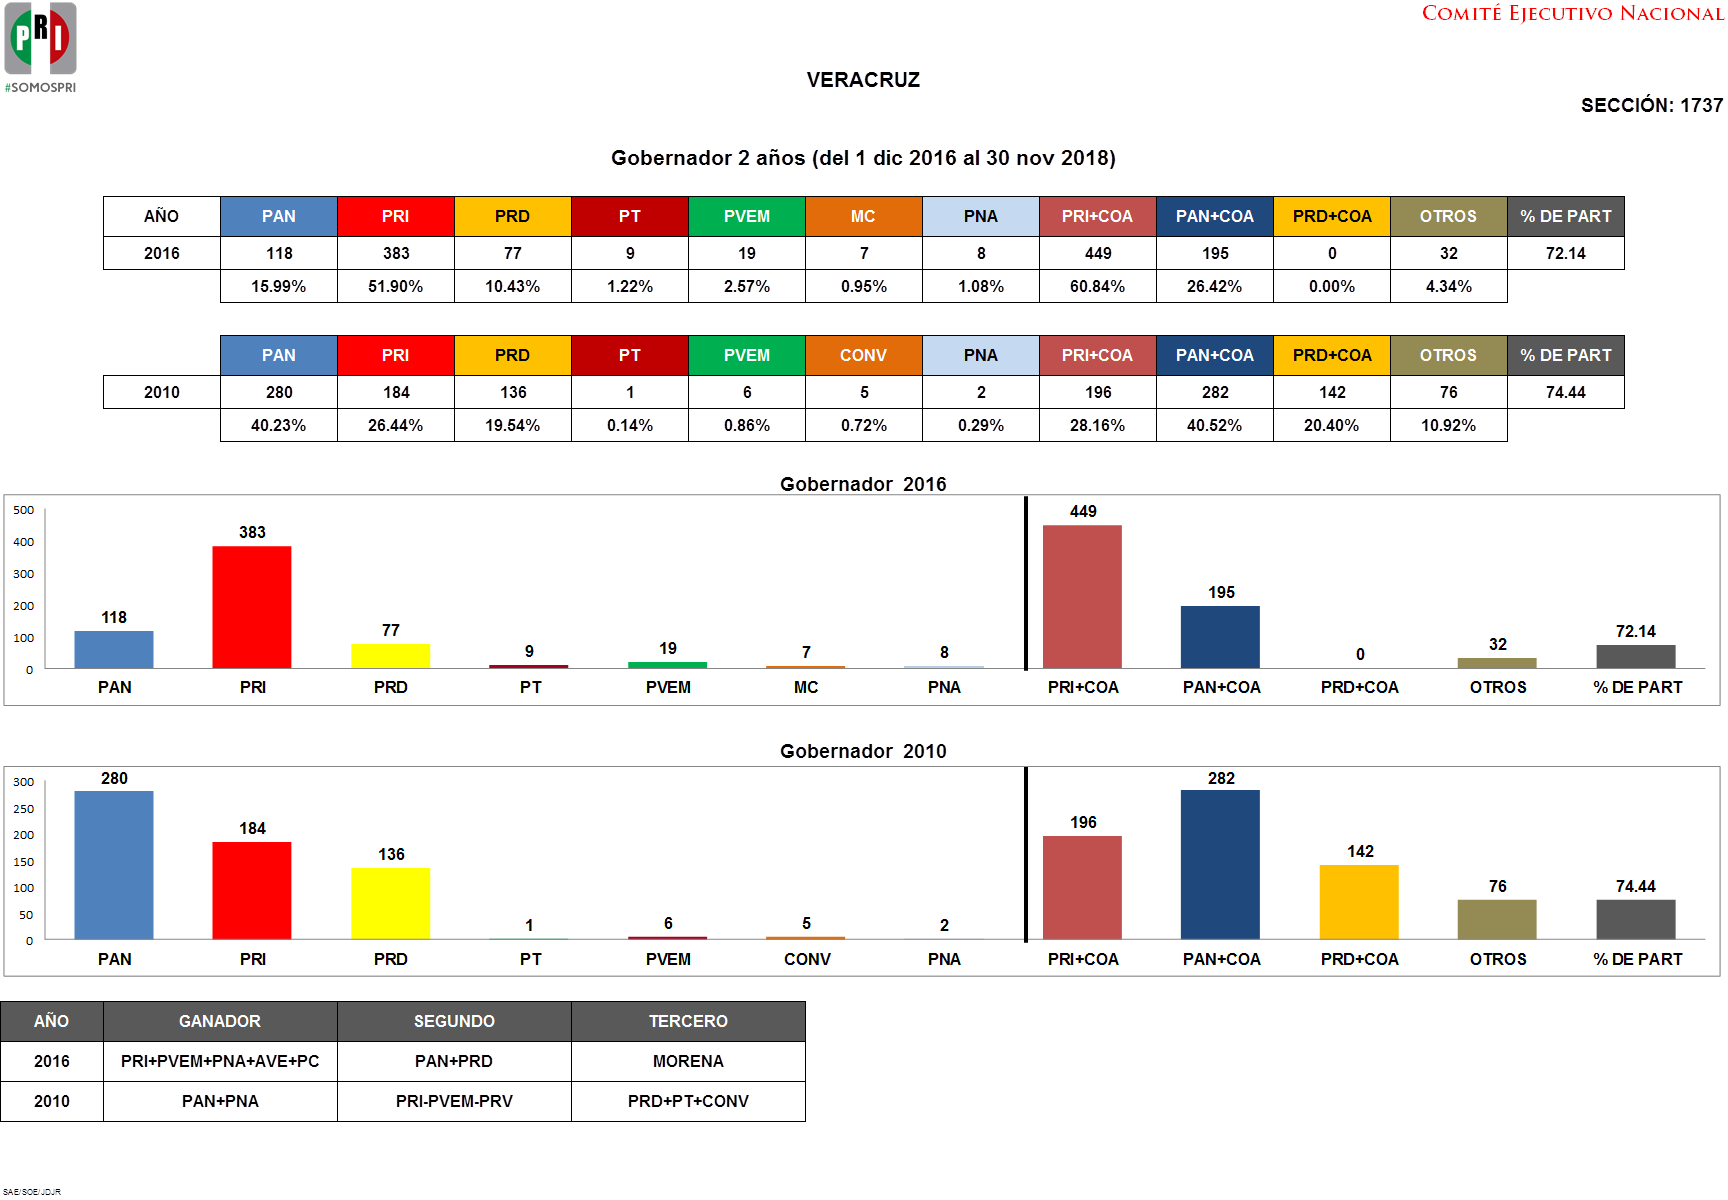 PRI
#SOMOSPRI
COMITÉ EJECUTIVO NACIONAL
VERACRUZ
SECCIÓN: 1737
Gobernador 2 años (del 1 dic 2016 al 30 nov 2018)
AÑO PAN PRI PRD PT PVEM MC PNA PRI+COA PAN+COA PRD+COA OTROS % DE PART
2016 118 383 77 9 19 7 8 449 195 0 32 72.14
15.99% 51.90% 10.43% 1.22% 2.57% 0.95% 1.08% 60.84% 26.42% 0.00% 4.34%
PAN PRI PRD PT PVEM CONV PNA PRI+COA PAN+COA PRD+COA OTROS % DE PART
2010 280 184 136 1 6 5 2 196 282 142 76 74.44
40.23% 26.44% 19.54% 0.14% 0.86% 0.72% 0.29% 28.16% 40.52% 20.40% 10.92%
Gobernador 2016
500
400
300
200
100
0
118 383 77 9 19 7 8 449 195 0 32 72.14
PAN PRI PRD PT PVEM MC PNA PRI+COA PAN+COA PRD+COA OTROS % DE PART
Gobernador 2010
300
250
200
150
100
50
0
280 184 136 1 6 5 2 196 282 142 76 74.44
PAN PRI PRD PT PVEM CONV PNA PRI+COA PAN+COA PRD+COA OTROS % DE PART
AÑO GANADOR SEGUNDO TERCERO
2016 PRI+PVEM+PNA+AVE+PC PAN+PRD MORENA
2010 PAN+PNA PRI-PVEM-PRV PRD+PT+CONV
SAE/SOE/JDJR